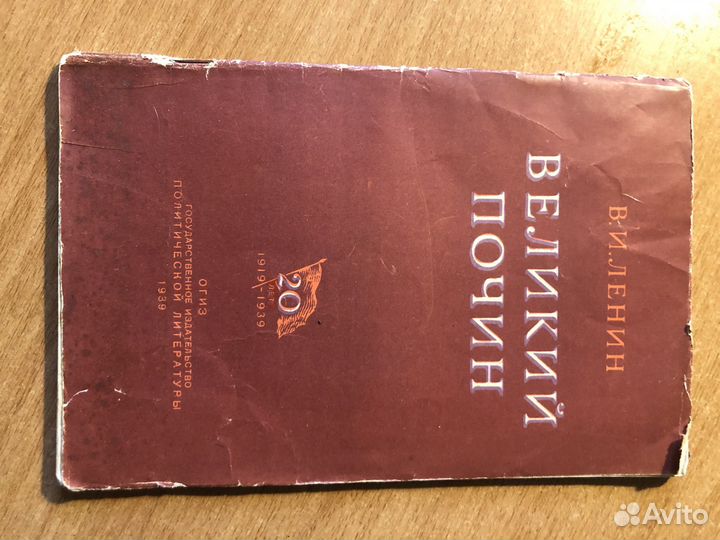 В.И.ЛЕНИН
ВЕЛИКИЙ
ПОЧИН
20
ЛЕТ
1919–1939
ОГИЗ
ГОСУДАРСТВЕННОЕ ИЗДАТЕЛЬСТВО
ПОЛИТИЧЕСКОЙ ЛИТЕРАТУРЫ
1939
Avito